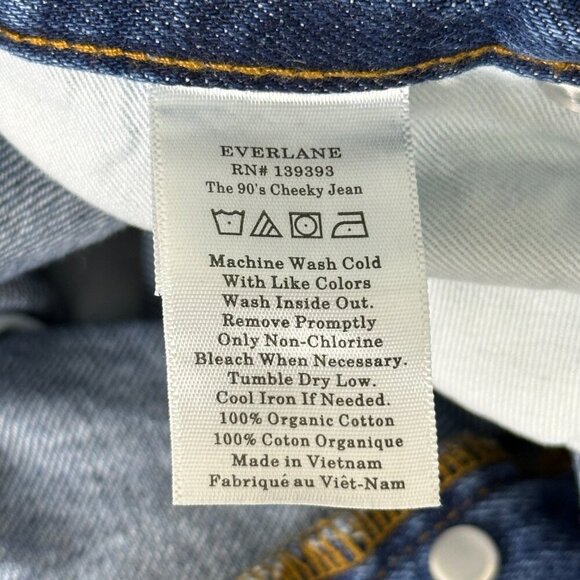 EVERLANE
RN# 139393
The 90's Cheeky Jean
Machine Wash Cold
With Like Colors
Wash Inside Out.
Remove Promptly
Only Non-Chlorine
Bleach When Necessary.
Tumble Dry Low.
Cool Iron If Needed.
100% Organic Cotton
100% Coton Organique
Made in Vietnam
Fabriqué au Viêt-Nam